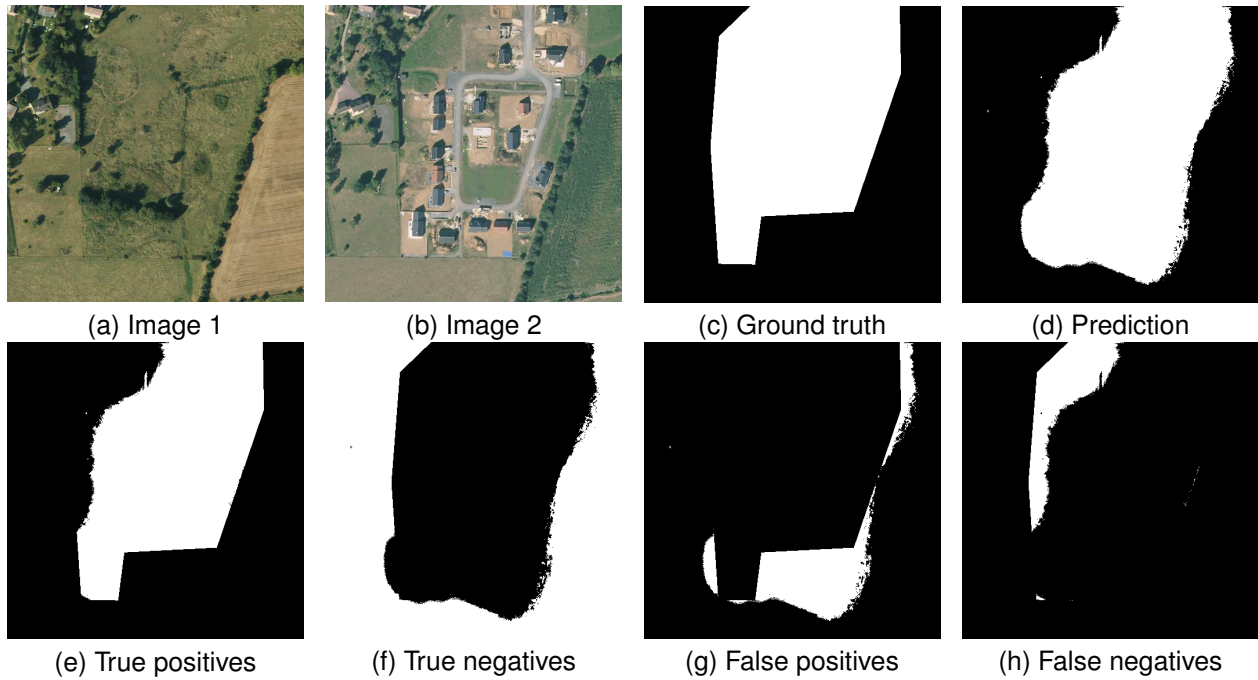 (a) Image 1
(b) Image 2
(c) Ground truth
(d) Prediction
(e) True positives
(f) True negatives
(g) False positives
(h) False negatives